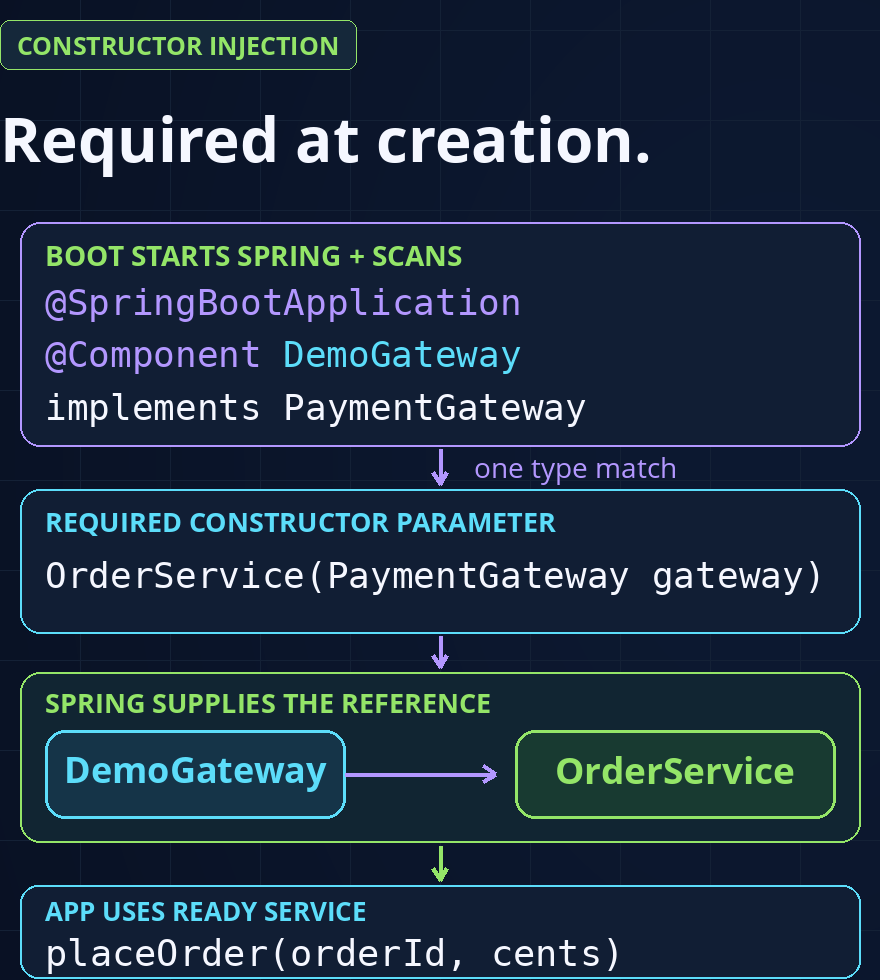 CONSTRUCTOR INJECTION
Required at creation.
BOOT STARTS SPRING + SCANS
@SpringBootApplication
@Component DemoGateway
implements PaymentGateway
one type match
REQUIRED CONSTRUCTOR PARAMETER
OrderService(PaymentGateway gateway)
SPRING SUPPLIES THE REFERENCE
DemoGateway
OrderService
APP USES READY SERVICE
placeOrder(orderId, cents)